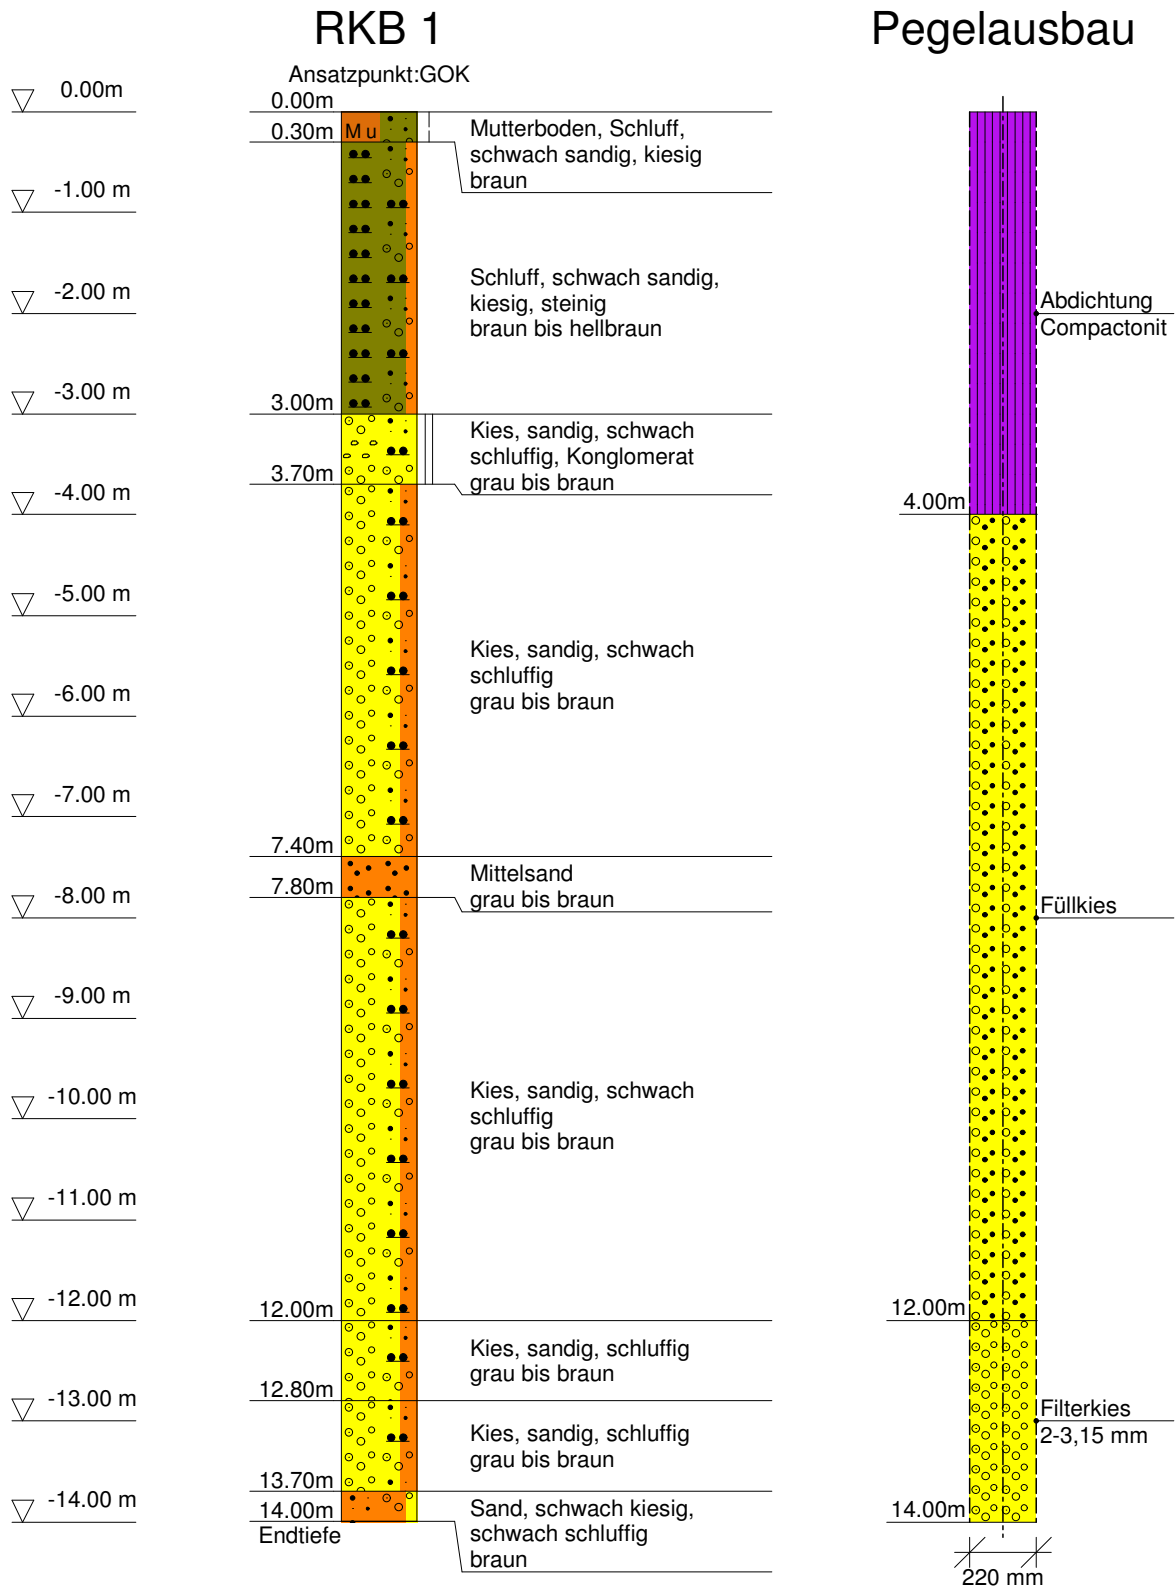 RKB 1
Pegelausbau
Ansatzpunkt:GOK
0.00m
-1.00 m
-2.00 m
-3.00 m
-4.00 m
-5.00 m
-6.00 m
-7.00 m
-8.00 m
-9.00 m
-10.00 m
-11.00 m
-12.00 m
-13.00 m
-14.00 m
0.00m
0.30m
Mu
3.00m
3.70m
7.40m
7.80m
12.00m
12.80m
13.70m
14.00m
Endtiefe
Mutterboden, Schluff,
schwach sandig, kiesig
braun
Schluff, schwach sandig,
kiesig, steinig
braun bis hellbraun
Kies, sandig, schwach
schluffig, Konglomerat
grau bis braun
Kies, sandig, schwach
schluffig
grau bis braun
Mittelsand
grau bis braun
Kies, sandig, schwach
schluffig
grau bis braun
Kies, sandig, schluffig
grau bis braun
Kies, sandig, schluffig
grau bis braun
Sand, schwach kiesig,
schwach schluffig
braun
4.00m
12.00m
14.00m
Abdichtung
Compactonit
Füllkies
Filterkies
2-3,15 mm
220 mm